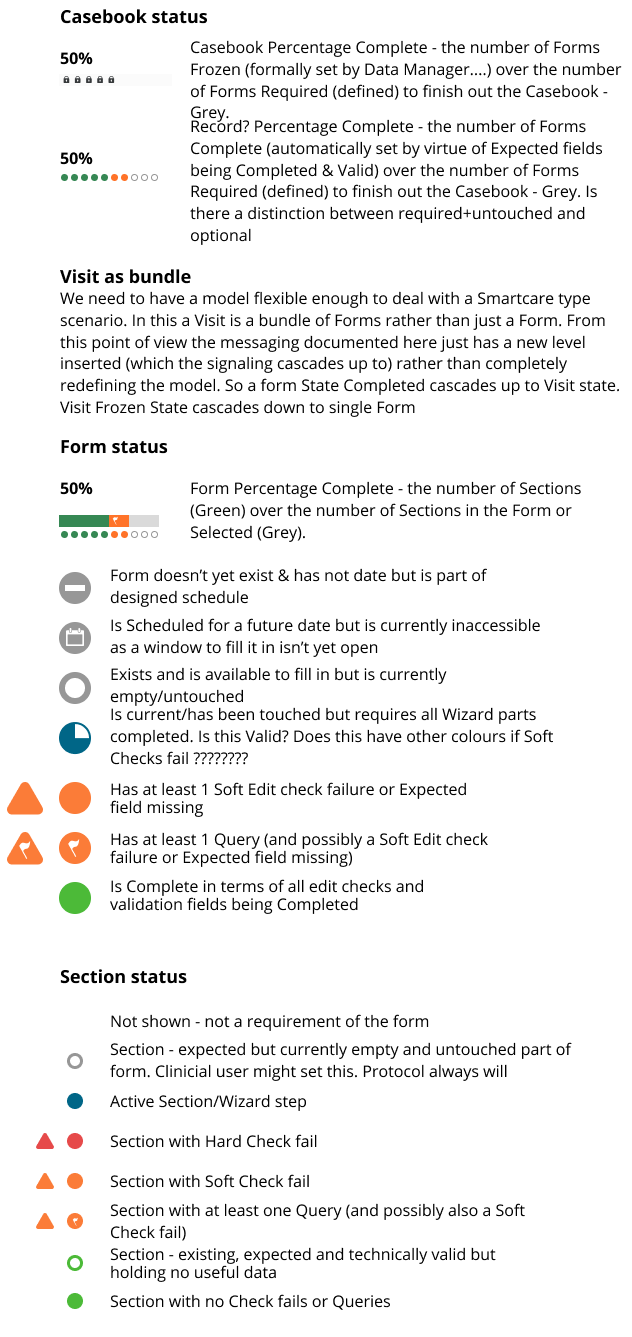 Casebook status
50%
Casebook Percentage Complete - the number of Forms
Frozen (formally set by Data Manager....) over the number
of Forms Required (defined) to finish out the Casebook -
Grey.
50%
Record? Percentage Complete - the number of Forms
Complete (automatically set by virtue of Expected fields
being Completed & Valid) over the number of Forms
Required (defined) to finish out the Casebook - Grey. Is
there a distinction between required+untouched and
optional
Visit as bundle
We need to have a model flexible enough to deal with a Smartcare type
scenario. In this a Visit is a bundle of Forms rather than just a Form. From
this point of view the messaging documented here just has a new level
inserted (which the signaling cascades up to) rather than completely
redefining the model. So a form State Completed cascades up to Visit state.
Visit Frozen State cascades down to single Form
Form status
50%
Form Percentage Complete - the number of Sections
(Green) over the number of Sections in the Form or
Selected (Grey).
Form doesn’t yet exist & has not date but is part of
designed schedule
Is Scheduled for a future date but is currently inaccessible
as a window to fill it in isn’t yet open
Exists and is available to fill in but is currently
empty/untouched
Is current/has been touched but requires all Wizard parts
completed. Is this Valid? Does this have other colours if Soft
Checks fail ????????
Has at least 1 Soft Edit check failure or Expected
field missing
Has at least 1 Query (and possibly a Soft Edit check
failure or Expected field missing)
Is Complete in terms of all edit checks and
validation fields being Completed
Section status
Not shown - not a requirement of the form
Section - expected but currently empty and untouched part of
form. Clinicial user might set this. Protocol always will
Active Section/Wizard step
Section with Hard Check fail
Section with Soft Check fail
Section with at least one Query (and possibly also a Soft
Check fail)
Section - existing, expected and technically valid but
holding no useful data
Section with no Check fails or Queries